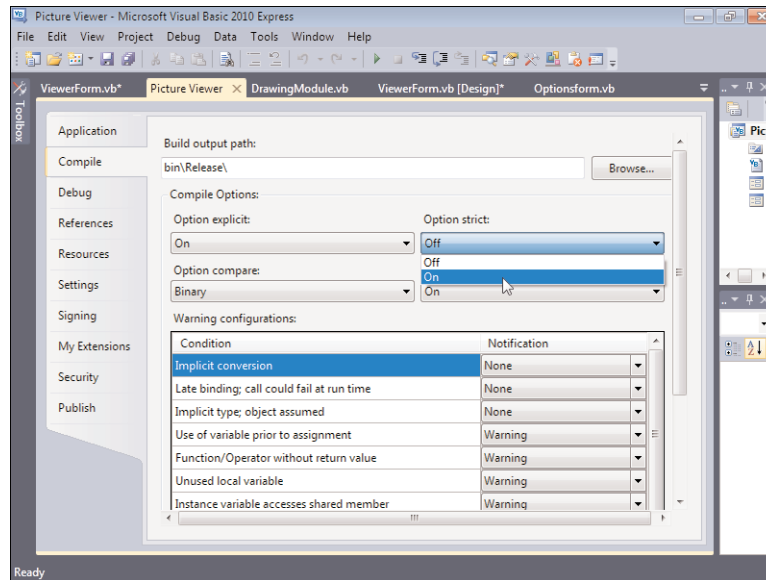 Picture Viewer - Microsoft Visual Basic 2010 Express
File Edit View Project Debug Data Tools Window Help
ViewerForm.vb* Picture Viewer DrawingModule.vb ViewerForm.vb [Design]* Optionsform.vb
Toolbox
Application
Compile
Debug
References
Resources
Settings
Signing
My Extensions
Security
Publish
Build output path:
bin\Release\ Browse...
Compile Options:
Option explicit: Option strict:
On Off
Off
Option compare: On
Binary On
Warning configurations:
Condition Notification
Implicit conversion None
Late binding; call could fail at run time None
Implicit type; object assumed None
Use of variable prior to assignment Warning
Function/Operator without return value Warning
Unused local variable Warning
Instance variable accesses shared member Warning
Pic
Ready